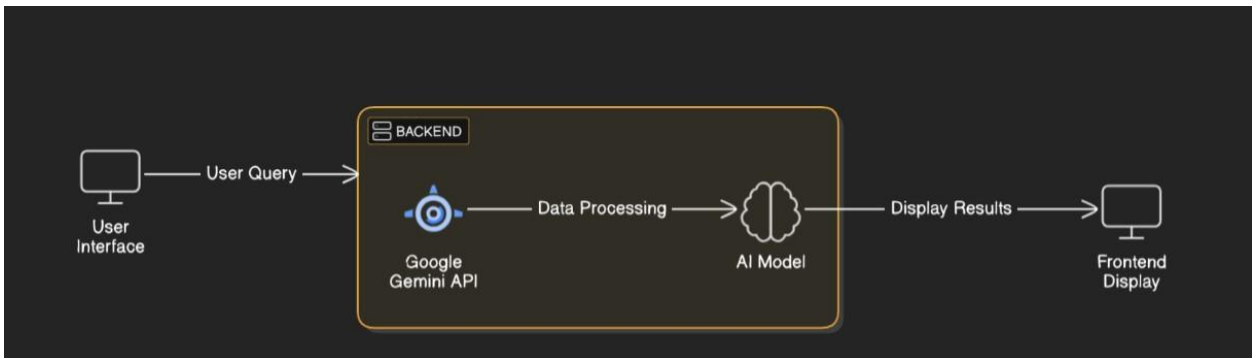 BACKEND
User Query
Data Processing
Display Results
User
Interface
Google
Gemini API
AI Model
Frontend
Display